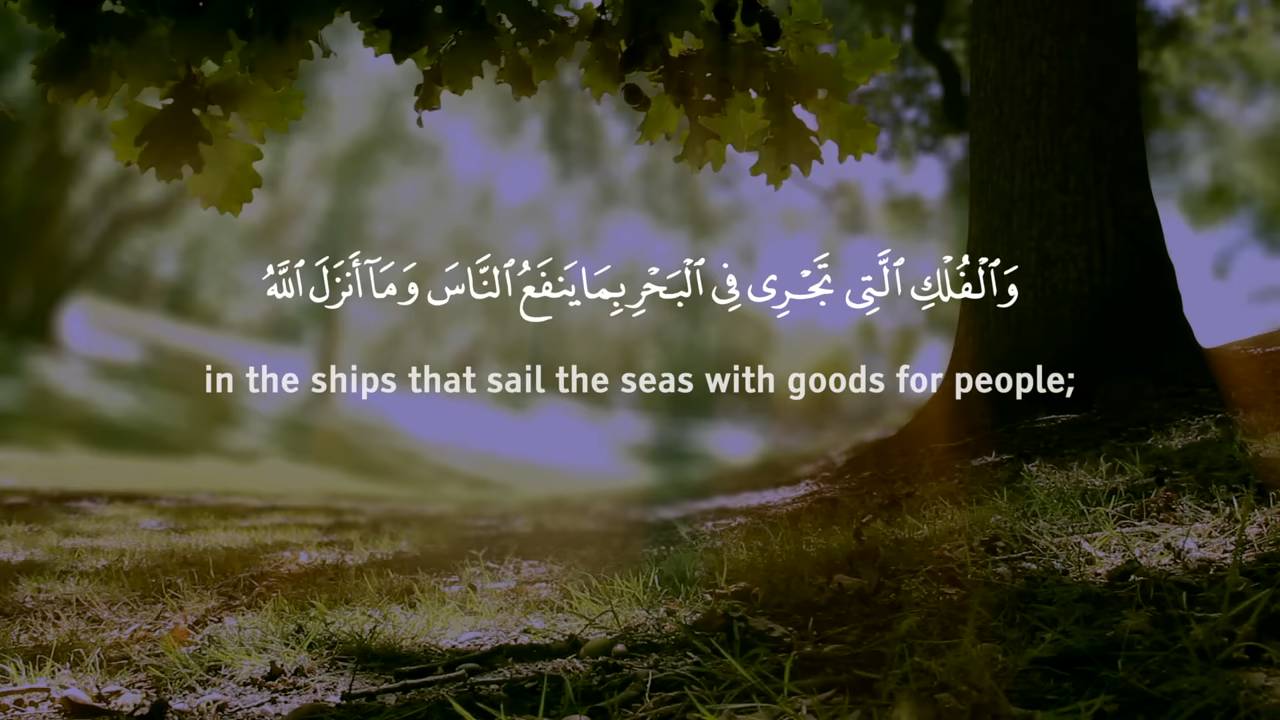 وَٱلْفُلْكِ ٱلَّتِى تَجْرِى فِى ٱلْبَحْرِ بِمَا يَنفَعُ ٱلنَّاسَ وَمَآ أَنزَلَ ٱللَّهُ
in the ships that sail the seas with goods for people;